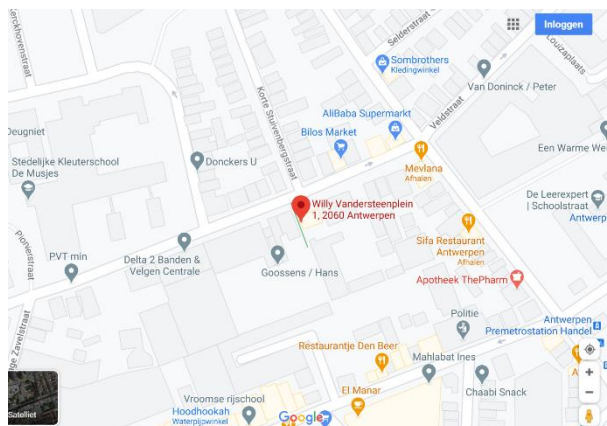 Kerckhovenstraat
Selderstraat
Inloggen
Louizaplaats
Sombrothers
Kledingwinkel
Van Doninck / Peter
Korte Stuivenbergstraat
AliBaba Supermarkt
Veldstraat
Deugniet
Bilos Market
Een Warme We
Stedelijke Kleuterschool
De Musjes
Donckers U
Mevlana
Afhalen
De Leerexpert
| Schoolstraat
Antwerp
Willy Vandersteenplein
1, 2060 Antwerpen
Pionierstraat
Sifa Restaurant
Antwerpen
Afhalen
PVT min
Delta 2 Banden &
Velgen Centrale
Goossens / Hans
Apotheek ThePharm
Politie
Antwerpen
Premetrostation Handel
ge Zavelstraat
Restaurantje Den Beer
Mahlabat Ines
A
Satelliet
Vroomse rijschool
Hoodhookah
Waterpijpwinkel
El Manar
Google
Chaabi Snack